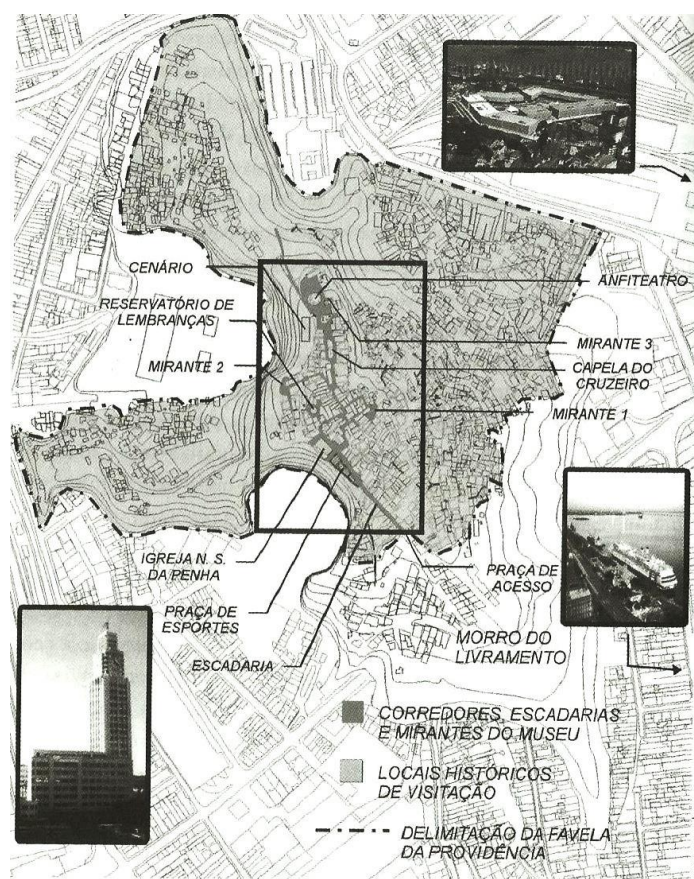 CENÁRIO
RESERVATÓRIO DE
LEMBRANÇAS
MIRANTE 2
ANFITEATRO
MIRANTE 3
CAPELA DO
CRUZEIRO
MIRANTE 1
IGREJA N. S.
DA PENHA
PRAÇA DE
ESPORTES
ESCADARIA
PRAÇA DE
ACESSO
MORRO DO
LIVRAMENTO
CORREDORES, ESCADARIAS
E MIRANTES DO MUSEU
LOCAIS HISTÓRICOS
DE VISITAÇÃO
DELIMITAÇÃO DA FAVELA
DA PROVIDÊNCIA